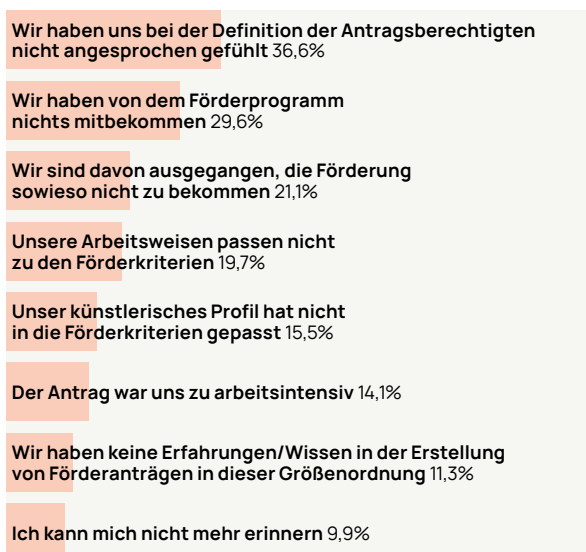 Wir haben uns bei der Definition der Antragsberechtigten
nicht angesprochen gefühlt 36,6%
Wir haben von dem Förderprogramm
nichts mitbekommen 29,6%
Wir sind davon ausgegangen, die Förderung
sowieso nicht zu bekommen 21,1%
Unsere Arbeitsweisen passen nicht
zu den Förderkriterien 19,7%
Unser künstlerisches Profil hat nicht
in die Förderkriterien gepasst 15,5%
Der Antrag war uns zu arbeitsintensiv 14,1%
Wir haben keine Erfahrungen/Wissen in der Erstellung
von Förderanträgen in dieser Größenordnung 11,3%
Ich kann mich nicht mehr erinnern 9,9%